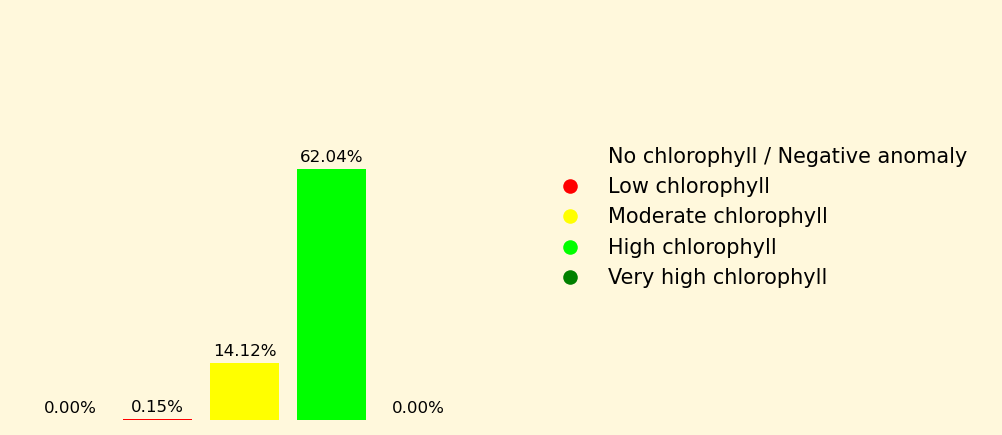 62.04%
14.12%
0.00%
0.15%
0.00%
No chlorophyll / Negative anomaly
Low chlorophyll
Moderate chlorophyll
High chlorophyll
Very high chlorophyll